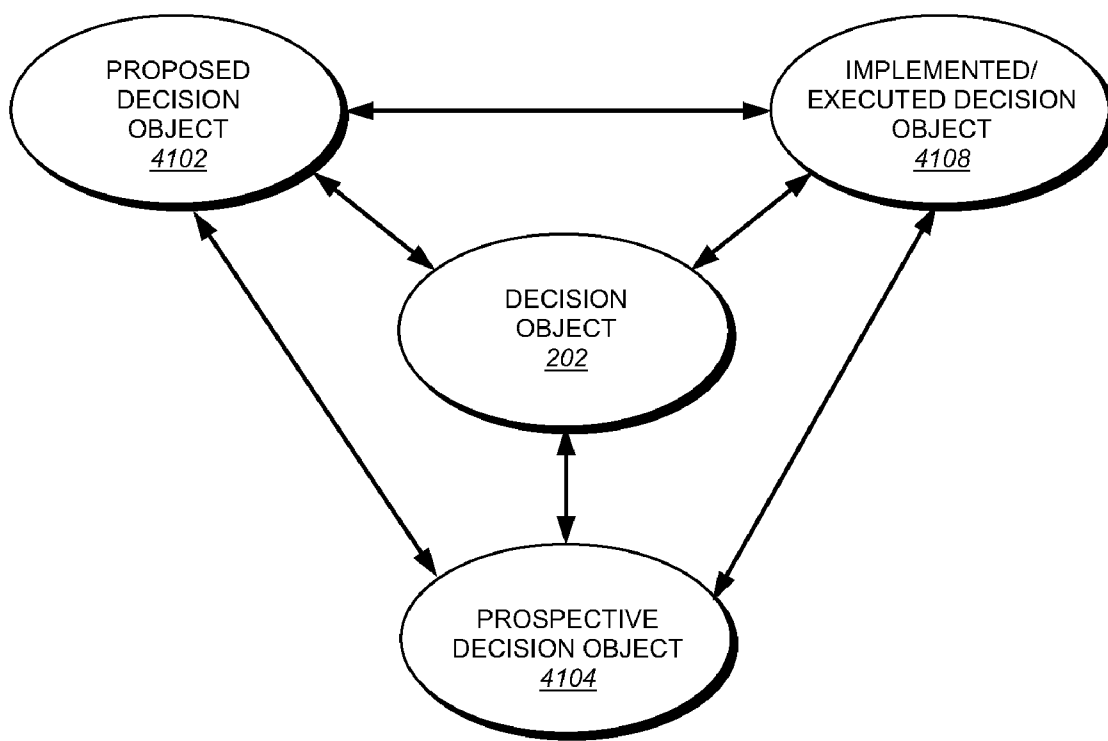 PROPOSED
DECISION
OBJECT
4102
IMPLEMENTED/
EXECUTED DECISION
OBJECT
4108
DECISION
OBJECT
202
PROSPECTIVE
DECISION OBJECT
4104